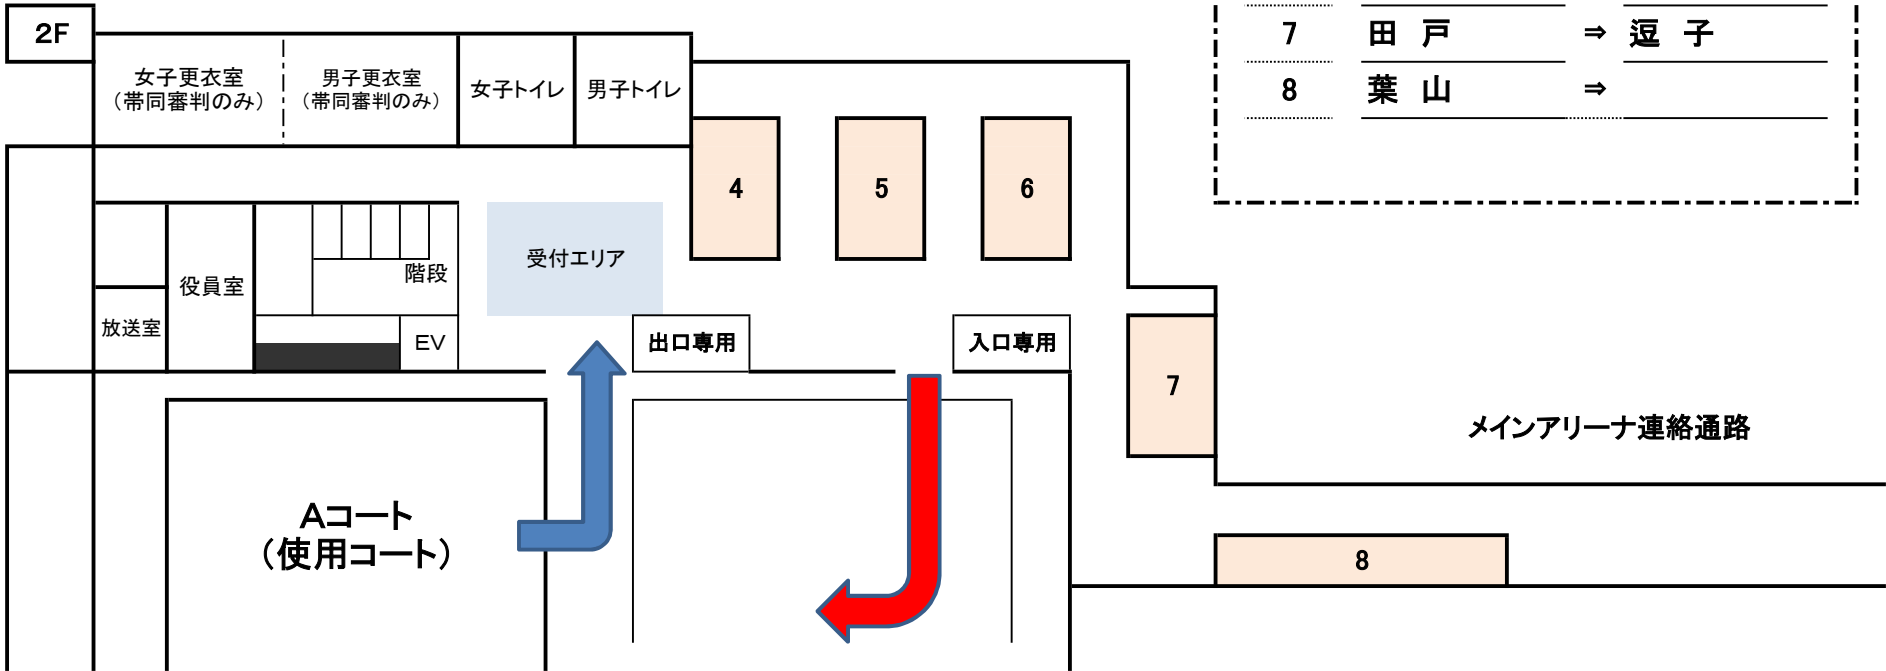 2F
7 田 戸 ⇒ 逗 子
8 葉 山 ⇒
女子更衣室
（帯同審判のみ）
男子更衣室
（帯同審判のみ）
女子トイレ
男子トイレ
4
5
6
受付エリア
階段
役員室
放送室
EV
出口専用
入口専用
7
メインアリーナ連絡通路
Aコート
（使用コート）
8